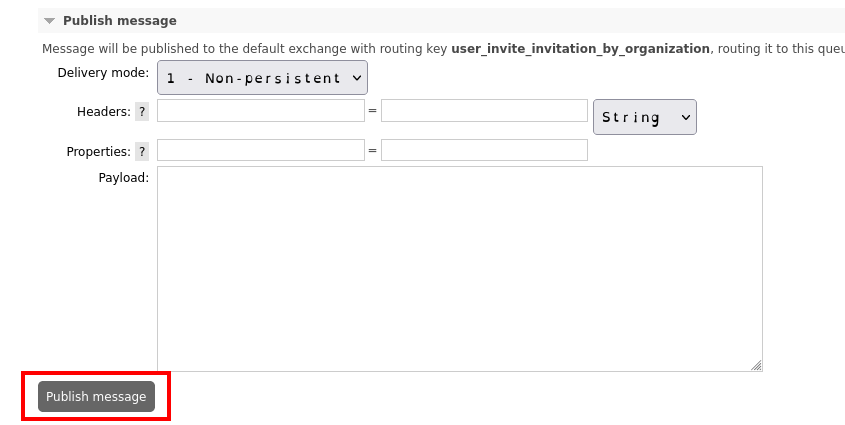 Publish message
Message will be published to the default exchange with routing key user_invite_invitation_by_organization, routing it to this
Delivery mode: 1 - Non-persistent
Headers: ? = String
Properties: ? =
Payload:
Publish message